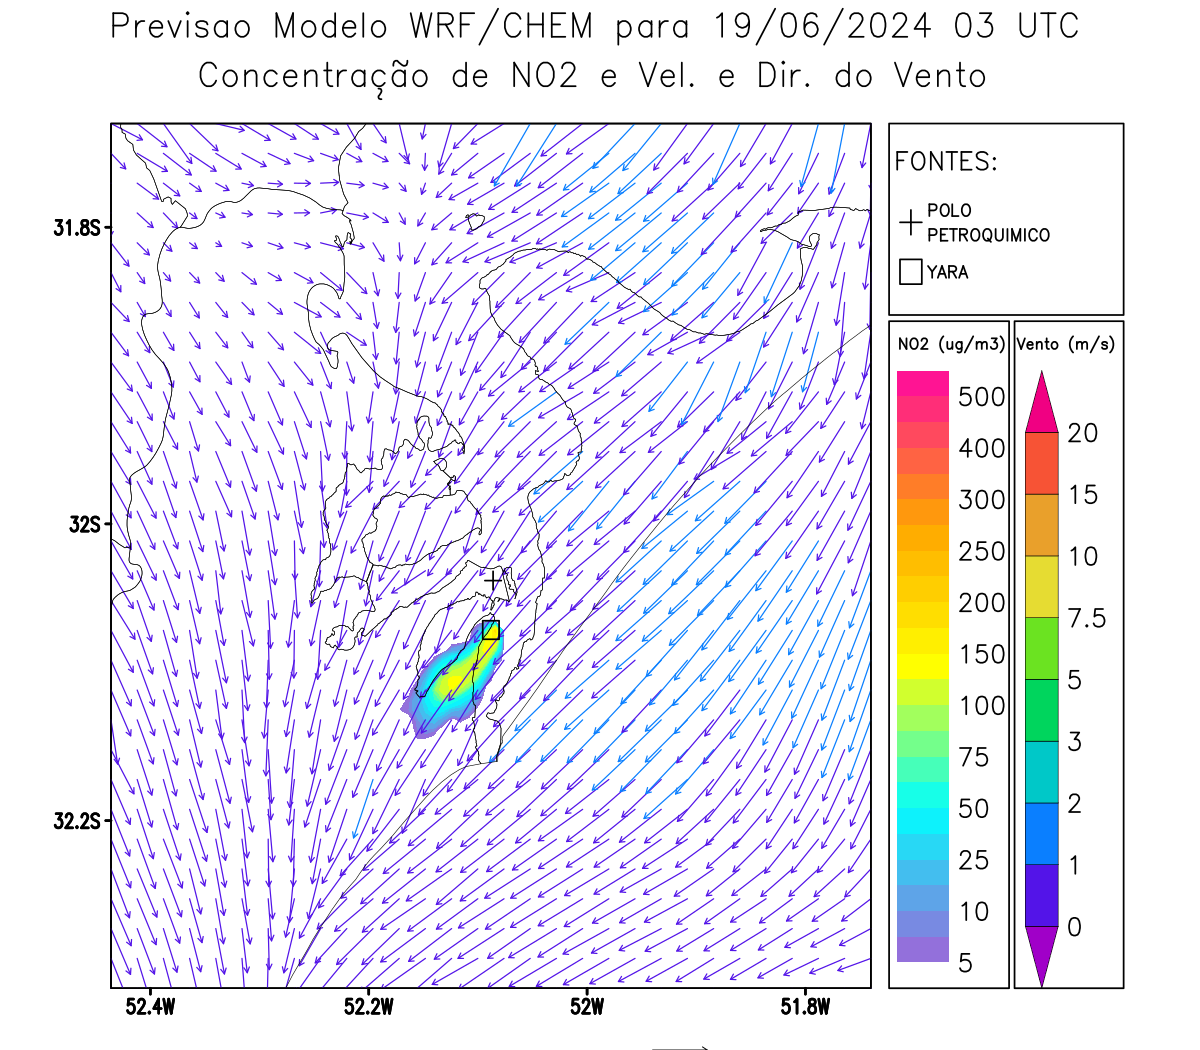 Previsao Modelo WRF/CHEM para 19/06/2024 03 UTC
Concentração de NO2 e Vel. e Dir. do Vento
FONTES:
POLO
PETROQUIMICO
YARA
31.8S
32S
32.2S
52.4W
52.2W
52W
51.8W
NO2 (ug/m3)
500
400
300
250
200
150
100
75
50
25
10
5
Vento (m/s)
20
15
10
7.5
5
3
2
1
0